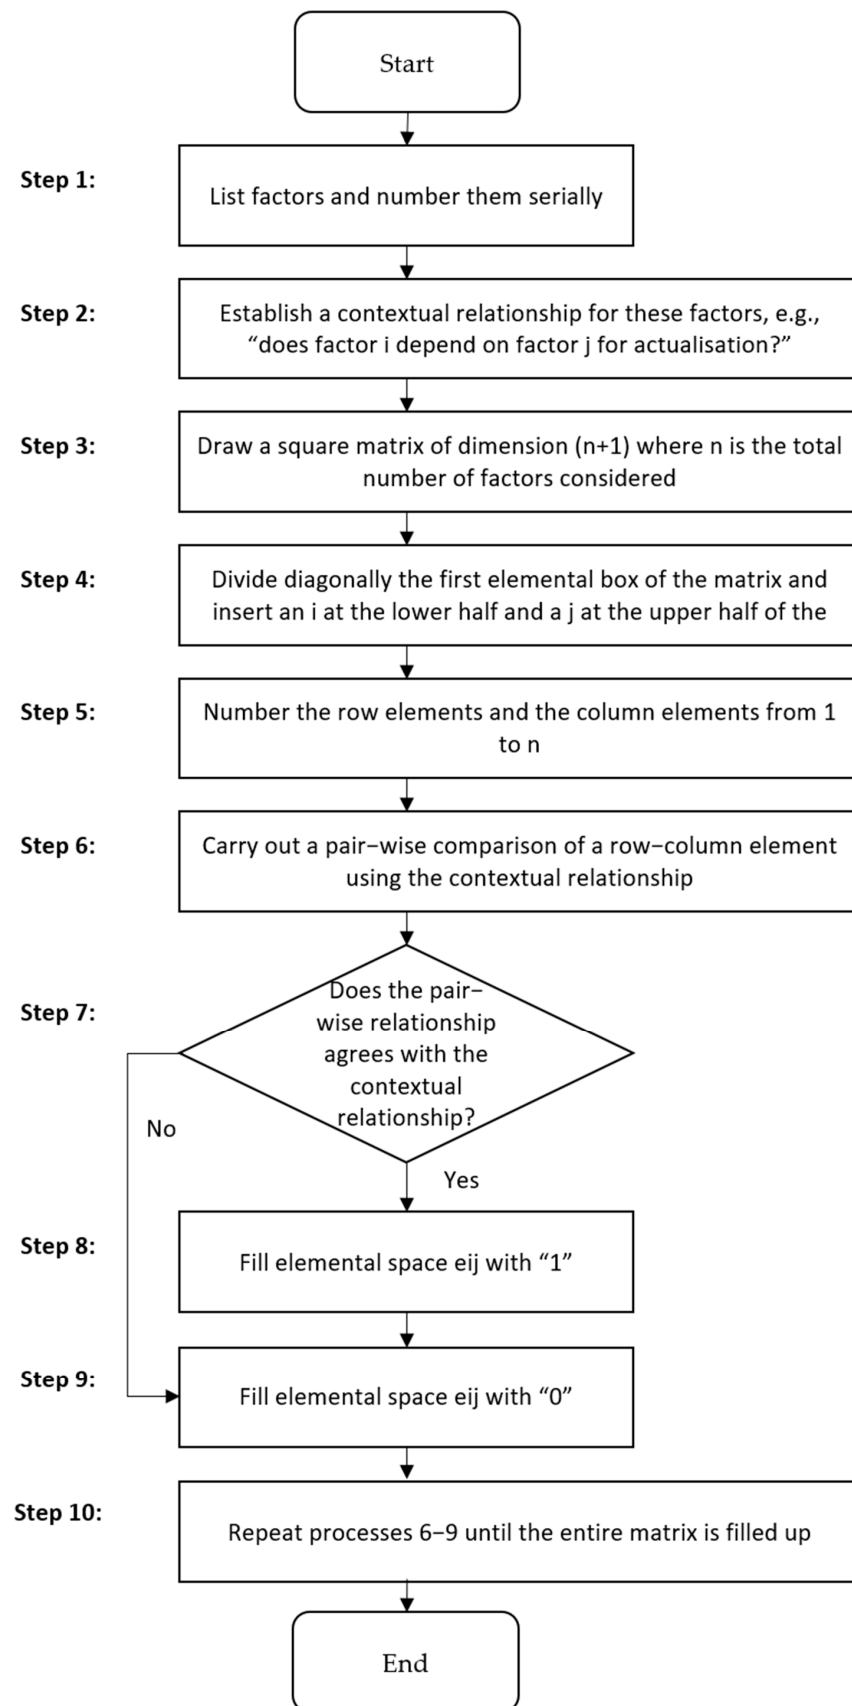 Start
Step 1:
List factors and number them serially
Step 2:
Establish a contextual relationship for these factors, e.g.,
“does factor i depend on factor j for actualisation?”
Step 3:
Draw a square matrix of dimension (n+1) where n is the total
number of factors considered
Step 4:
Divide diagonally the first elemental box of the matrix and
insert an i at the lower half and a j at the upper half of the
Step 5:
Number the row elements and the column elements from 1
to n
Step 6:
Carry out a pair−wise comparison of a row−column element
using the contextual relationship
Step 7:
Does the pair−
wise relationship
agrees with the
contextual
relationship?
No
Yes
Step 8:
Fill elemental space eij with “1”
Step 9:
Fill elemental space eij with “0”
Step 10:
Repeat processes 6−9 until the entire matrix is filled up
End